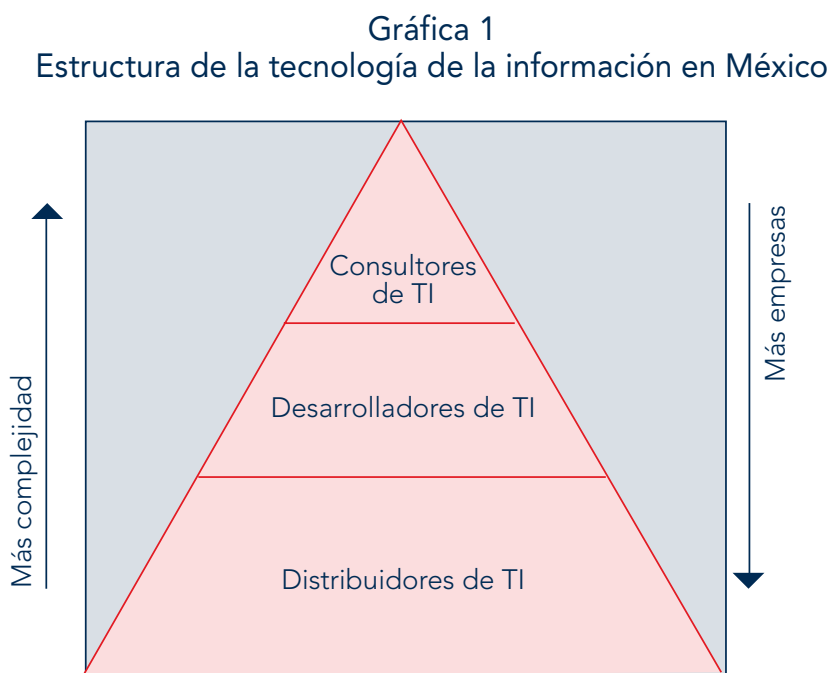 Gráfica 1
Estructura de la tecnología de la información en México
Consultores
de TI
Desarrolladores de TI
Distribuidores de TI
Más complejidad
Más empresas